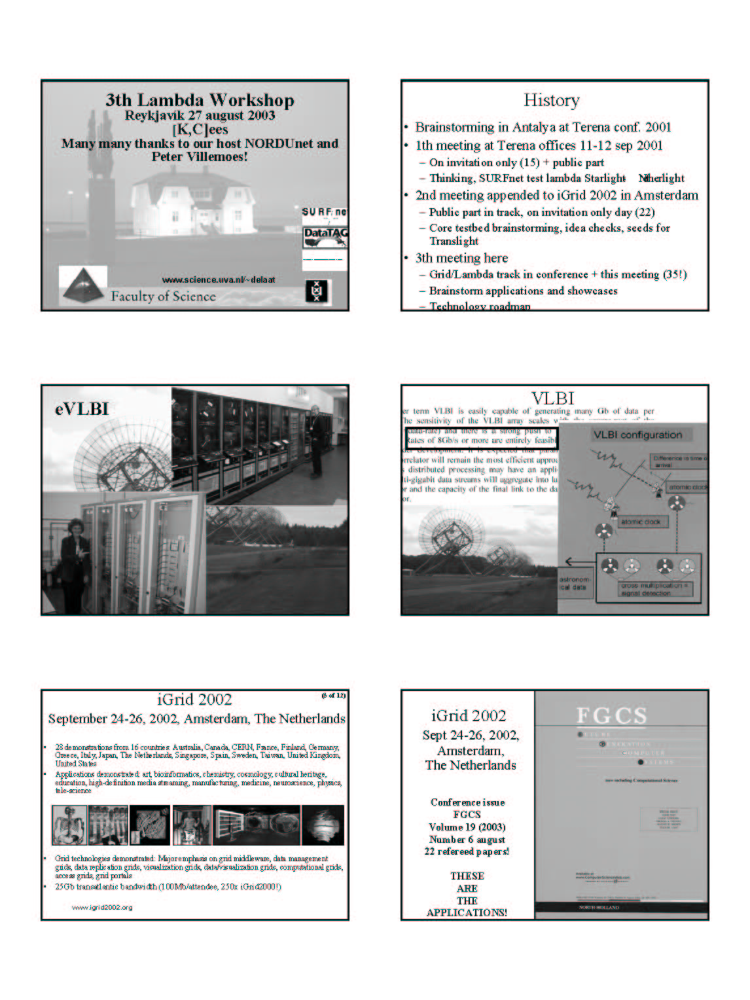 3th Lambda Workshop
Reykjavik 27 august 2003
[K,C]ees
Many many thanks to our host NORDUnet and
Peter Villemoes!
SURF net
DataTAG
www.science.uva.nl/~delaat
Faculty of Science
History
• Brainstorming in Antalya at Terena conf. 2001
• 1th meeting at Terena offices 11-12 sep 2001
– On invitation only (15) + public part
– Thinking, SURFnet test lambda Starlight Netherlight
• 2nd meeting appended to iGrid 2002 in Amsterdam
– Public part in track, on invitation only day (22)
– Core testbed brainstorming, idea checks, seeds for
Translight
• 3th meeting here
– Grid/Lambda track in conference + this meeting (35!)
– Brainstorm applications and showcases
– Technology roadmap
eVLBI
VLBI
er term VLBI is easily capable of generating many Gb of data per
he sensitivity of the VLBI array scales with
data-rate) and there is a strong push to
Rates of 8Gb/s or more are entirely feasibl
der development. It is expected that
rrelator will remain the most efficient approa
s distributed processing may have an appli
lti-gigabit data streams will aggregate into la
r and the capacity of the final link to the da
or.
VLBI configuration
Difference in time of
arrival
atomic clock
atomic clock
astronom-
ical data
cross multiplication =
signal detection
iGrid 2002
(5 of 12)
September 24-26, 2002, Amsterdam, The Netherlands
• 28 demonstrations from 16 countries: Australia, Canada, CERN, France, Finland, Germany,
Greece, Italy, Japan, The Netherlands, Singapore, Spain, Sweden, Taiwan, United Kingdom,
United States
• Applications demonstrated: art, bioinformatics, chemistry, cosmology, cultural heritage,
education, high-definition media streaming, manufacturing, medicine, neuroscience, physics,
tele-science
• Grid technologies demonstrated: Major emphasis on grid middleware, data management
grids, data replication grids, visualization grids, data/visualization grids, computational grids,
access grids, grid portals
• 25Gb transatlantic bandwidth (100Mb/attendee, 250x iGrid2000!)
www.igrid2002.org
iGrid 2002
Sept 24-26, 2002,
Amsterdam,
The Netherlands
Conference issue
FGCS
Volume 19 (2003)
Number 6 august
22 refereed papers!
THESE
ARE
THE
APPLICATIONS!
FGCS
FUTURE
GENERATION
COMPUTER
SYSTEMS
now including Computational Science
Available at
www.ComputerScienceWeb.com
NORTH HOLLAND